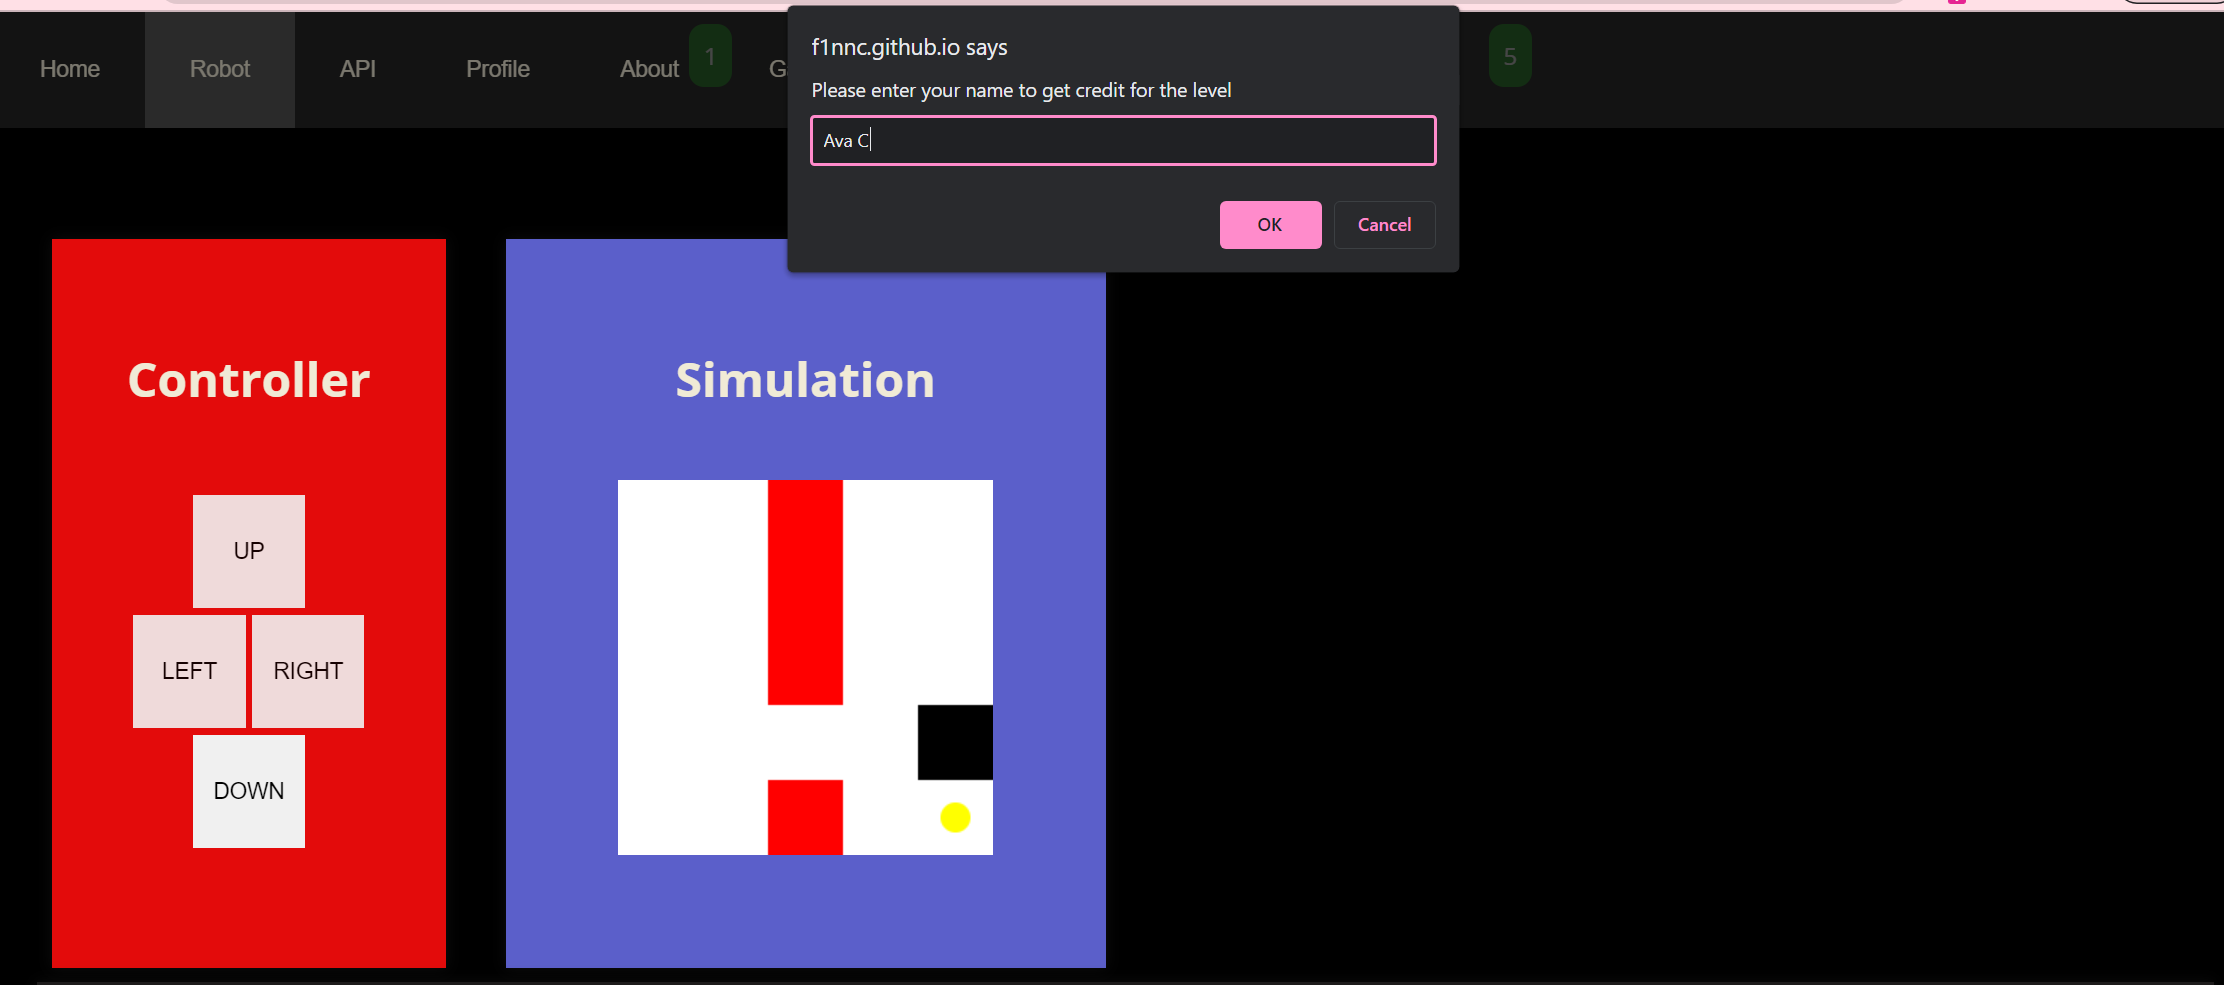 f1nnc.github.io says
Please enter your name to get credit for the level
Ava C
OK Cancel
Home Robot API Profile About 1 5
Controller
UP
LEFT RIGHT
DOWN
Simulation